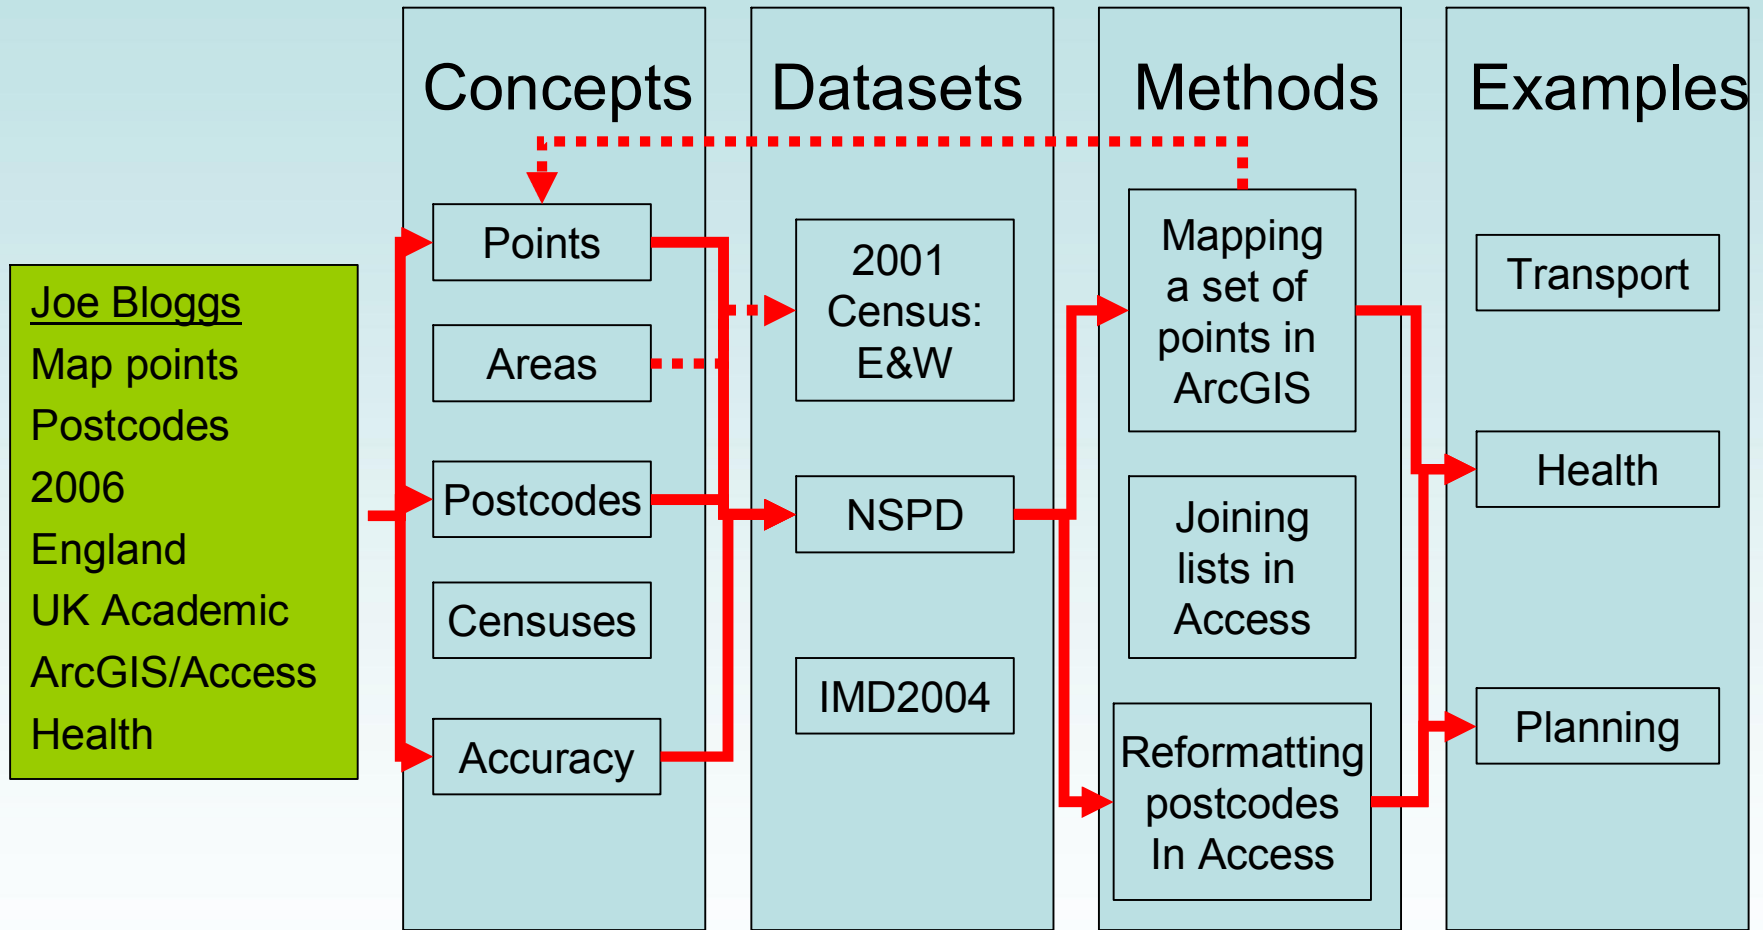 Joe Bloggs
Map points
Postcodes
2006
England
UK Academic
ArcGIS/Access
Health
Concepts
Points
Areas
Postcodes
Censuses
Accuracy
Datasets
2001
Census:
E&W
NSPD
IMD2004
Methods
Mapping
a set of
points in
ArcGIS
Joining
lists in
Access
Reformatting
postcodes
In Access
Examples
Transport
Health
Planning